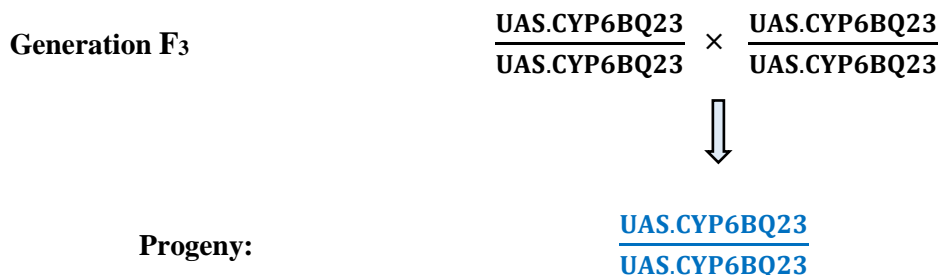 Generation F3
UAS.CYP6BQ23 × UAS.CYP6BQ23
UAS.CYP6BQ23 UAS.CYP6BQ23
Progeny:
UAS.CYP6BQ23
UAS.CYP6BQ23